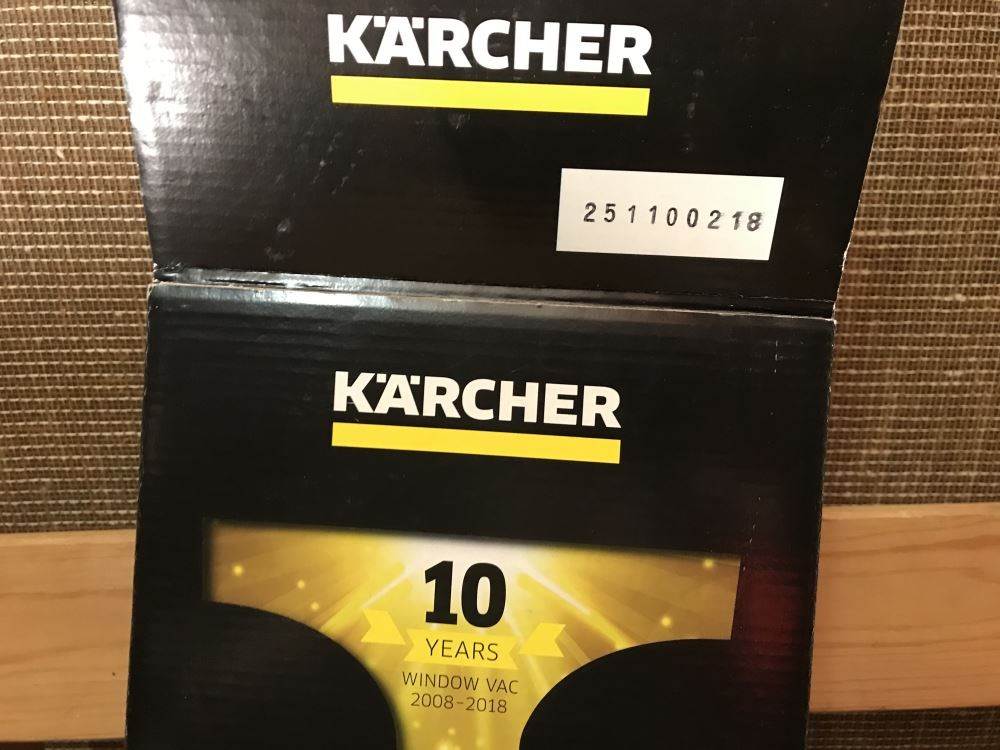 KÄRCHER
251100218
KÄRCHER
10
YEARS
WINDOW VAC
2008-2018